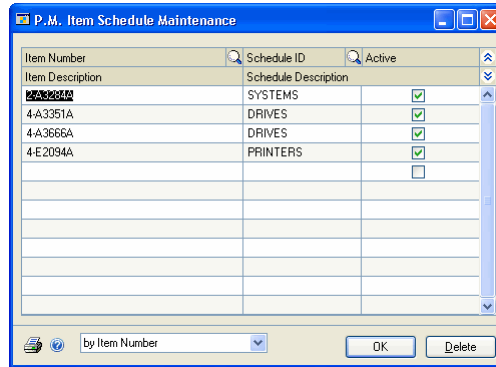 P.M. Item Schedule Maintenance
Item Number Schedule ID Active
Item Description Schedule Description
2-A3284A SYSTEMS
4-A3351A DRIVES
4-A3666A DRIVES
4-E2094A PRINTERS
by Item Number OK Delete